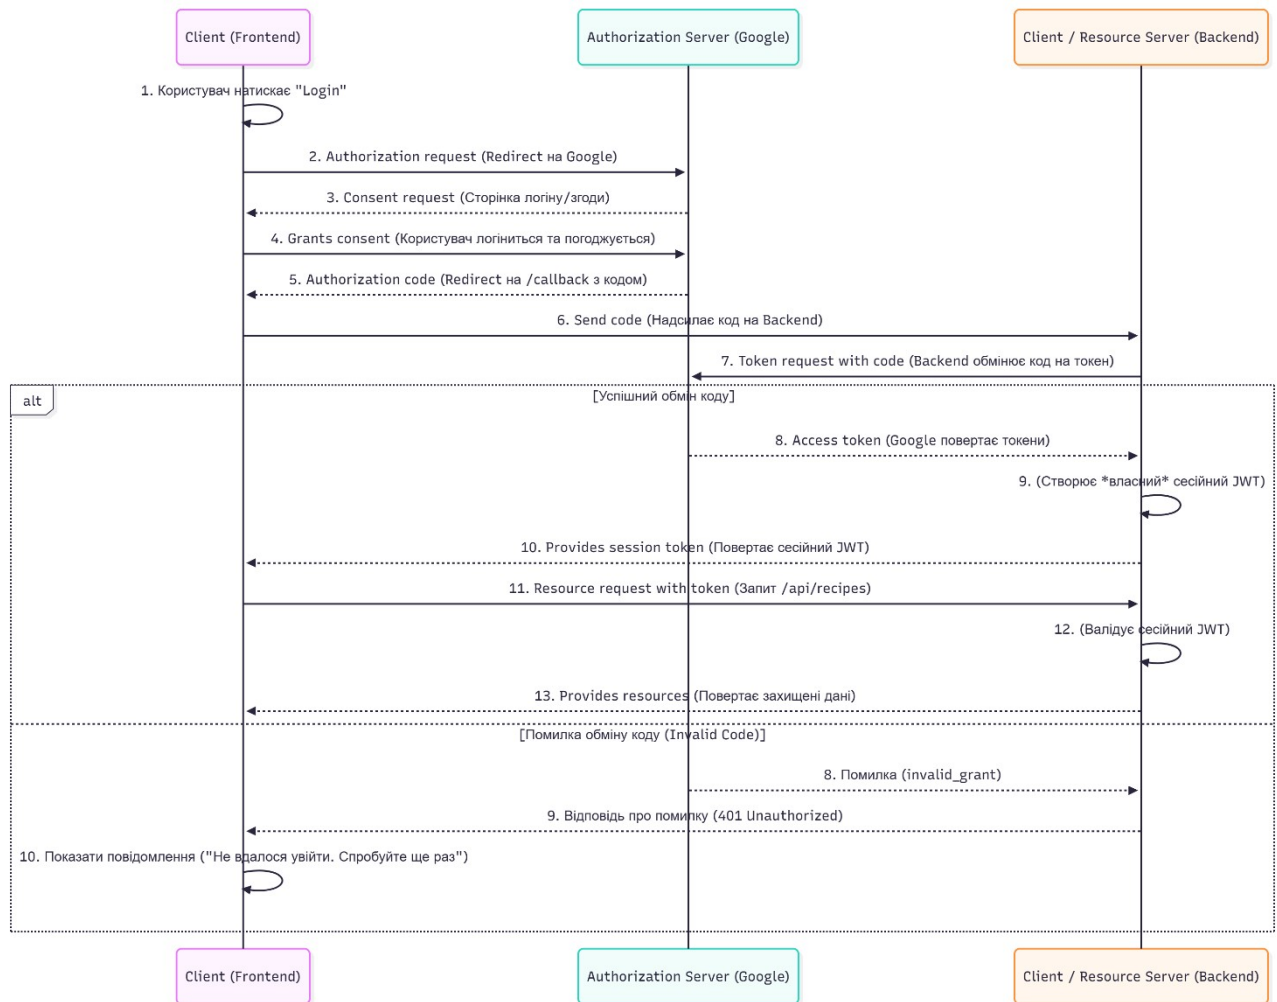 Client (Frontend)
Authorization Server (Google)
Client / Resource Server (Backend)
1. Користувач натискає "Login"
2. Authorization request (Redirect на Google)
3. Consent request (Сторінка логіну/згоди)
4. Grants consent (Користувач логіниться та погоджується)
5. Authorization code (Redirect на /callback з кодом)
6. Send code (Надсилає код на Backend)
7. Token request with code (Backend обмінює код на токен)
alt
[Успішний обмін коду]
8. Access token (Google повертає токени)
9. (Створює *власний* сесійний JWT)
10. Provides session token (Повертає сесійний JWT)
11. Resource request with token (Запит /api/recipes)
12. (Валідує сесійний JWT)
13. Provides resources (Повертає захищені дані)
[Помилка обміну коду (Invalid Code)]
8. Помилка (invalid_grant)
9. Відповідь про помилку (401 Unauthorized)
10. Показати повідомлення ("Не вдалося увійти. Спробуйте ще раз")
Client (Frontend)
Authorization Server (Google)
Client / Resource Server (Backend)